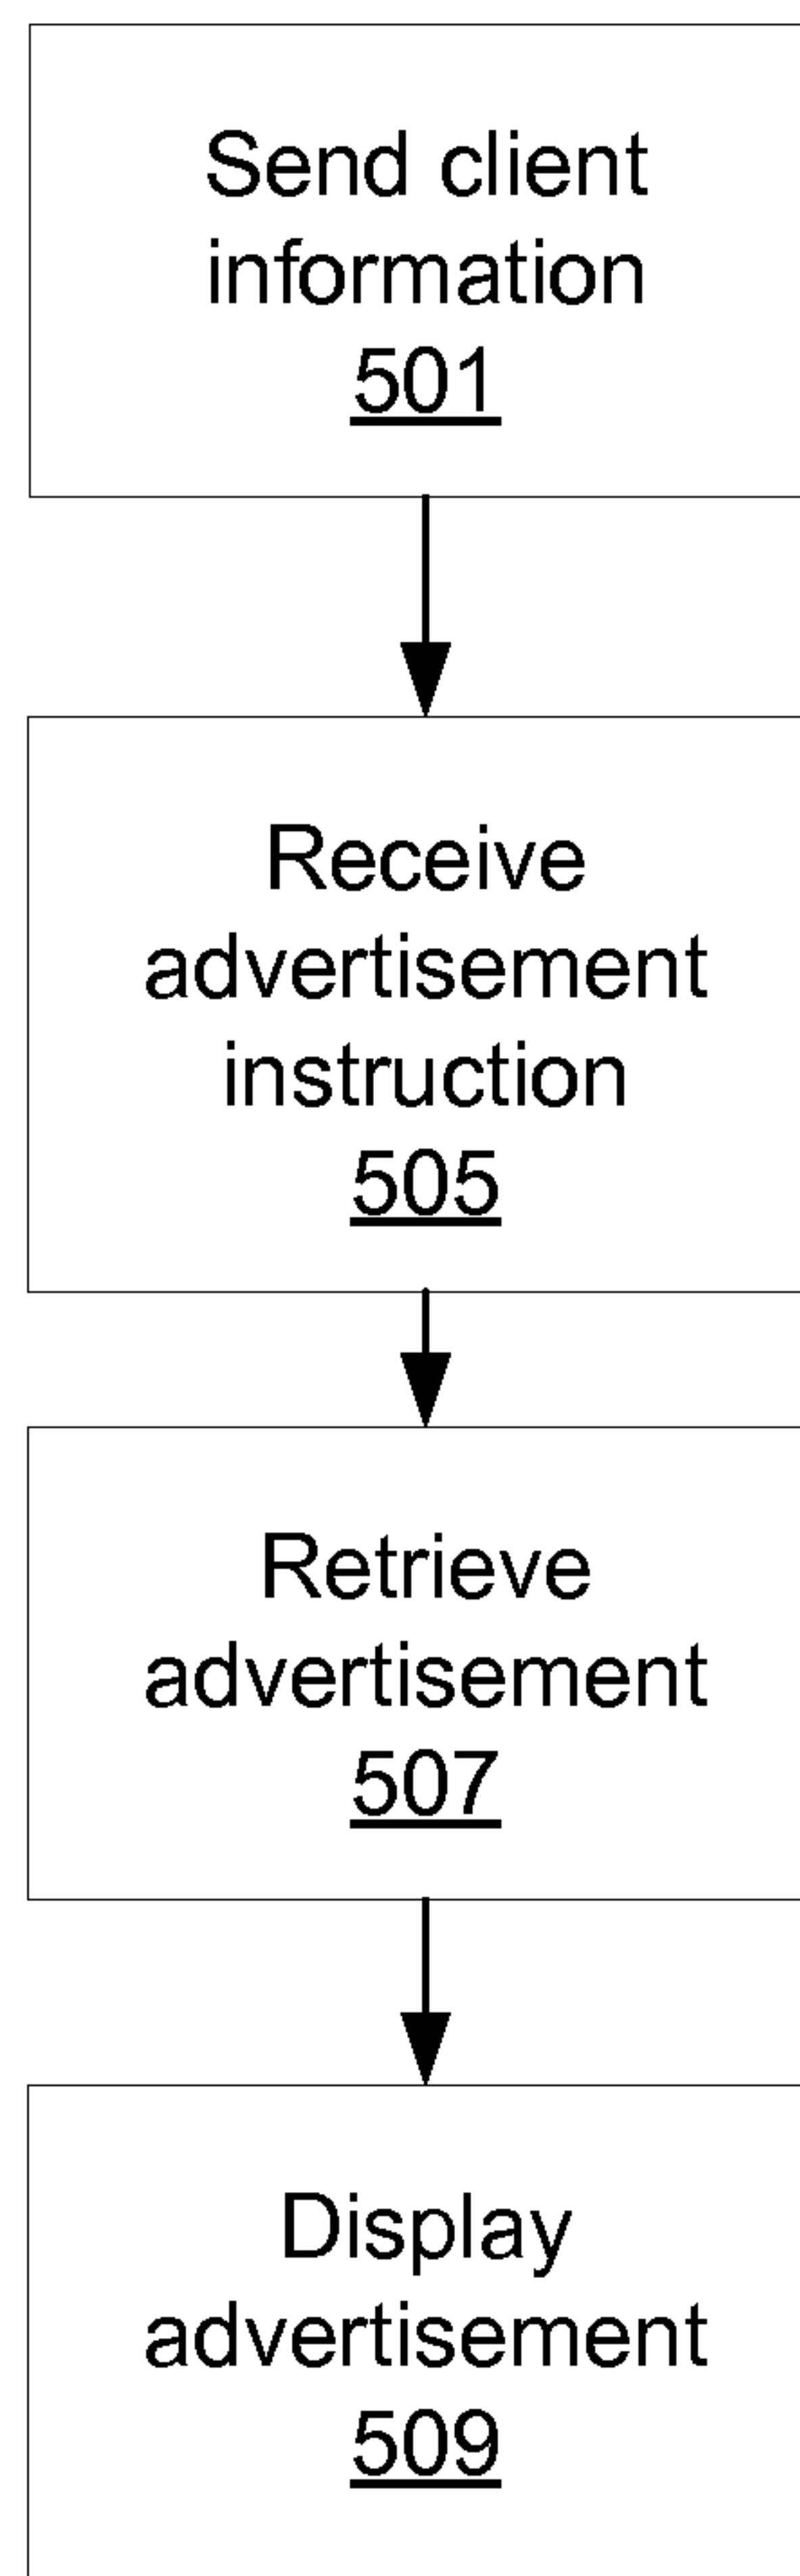 Send client
information
501
Receive
advertisement
instruction
505
Retrieve
advertisement
507
Display
advertisement
509